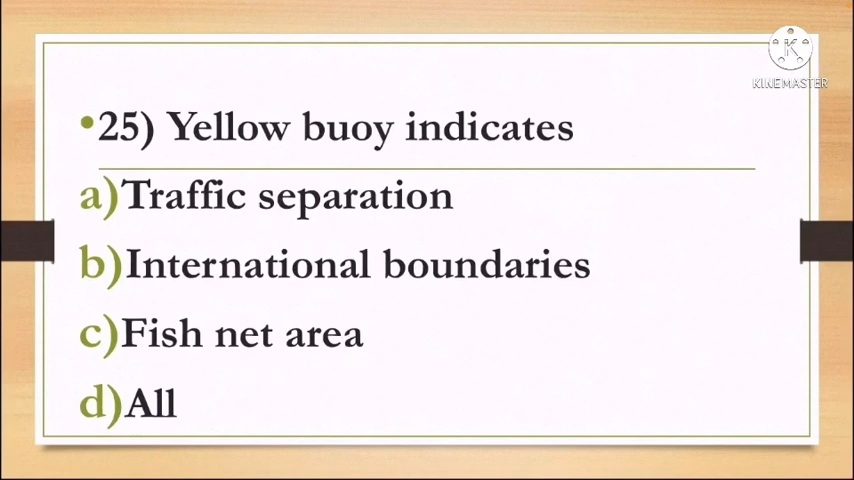 K
KINEMASTER
•25) Yellow buoy indicates
a)Traffic separation
b)International boundaries
c)Fish net area
d)All